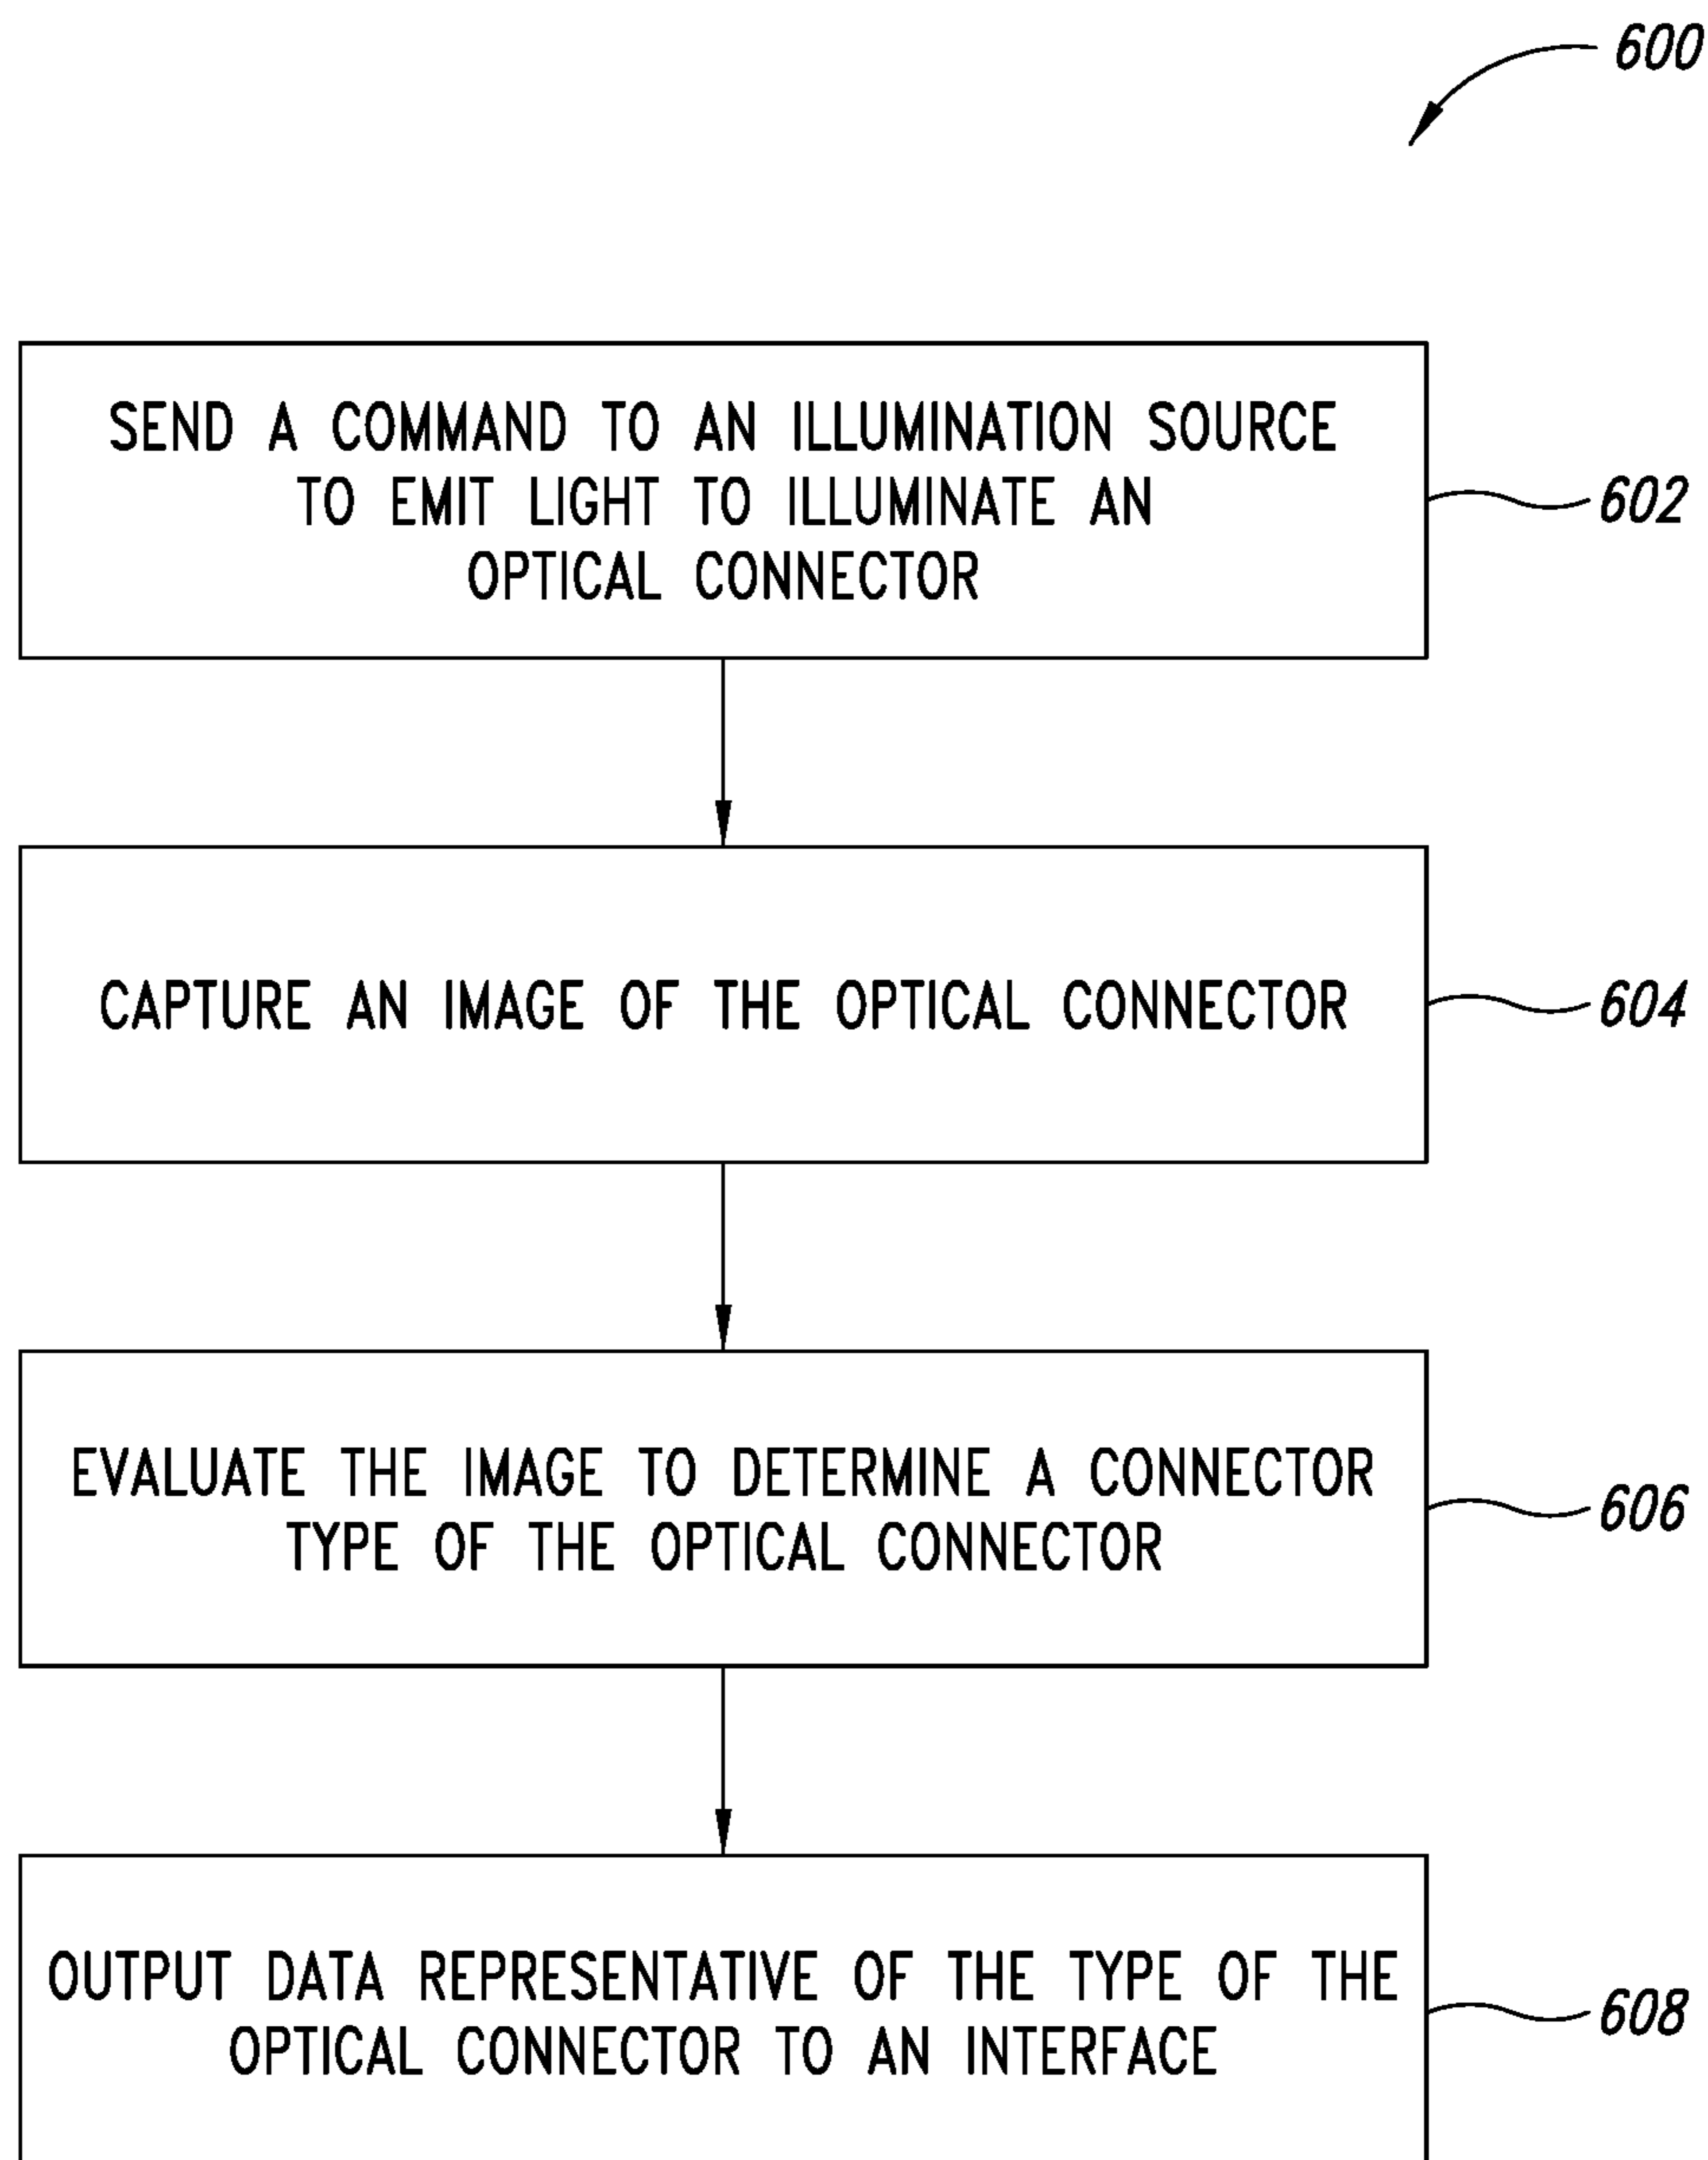 600
SEND A COMMAND TO AN ILLUMINATION SOURCE
TO EMIT LIGHT TO ILLUMINATE AN
OPTICAL CONNECTOR
602
CAPTURE AN IMAGE OF THE OPTICAL CONNECTOR
604
EVALUATE THE IMAGE TO DETERMINE A CONNECTOR
TYPE OF THE OPTICAL CONNECTOR
606
OUTPUT DATA REPRESENTATIVE OF THE TYPE OF THE
OPTICAL CONNECTOR TO AN INTERFACE
608